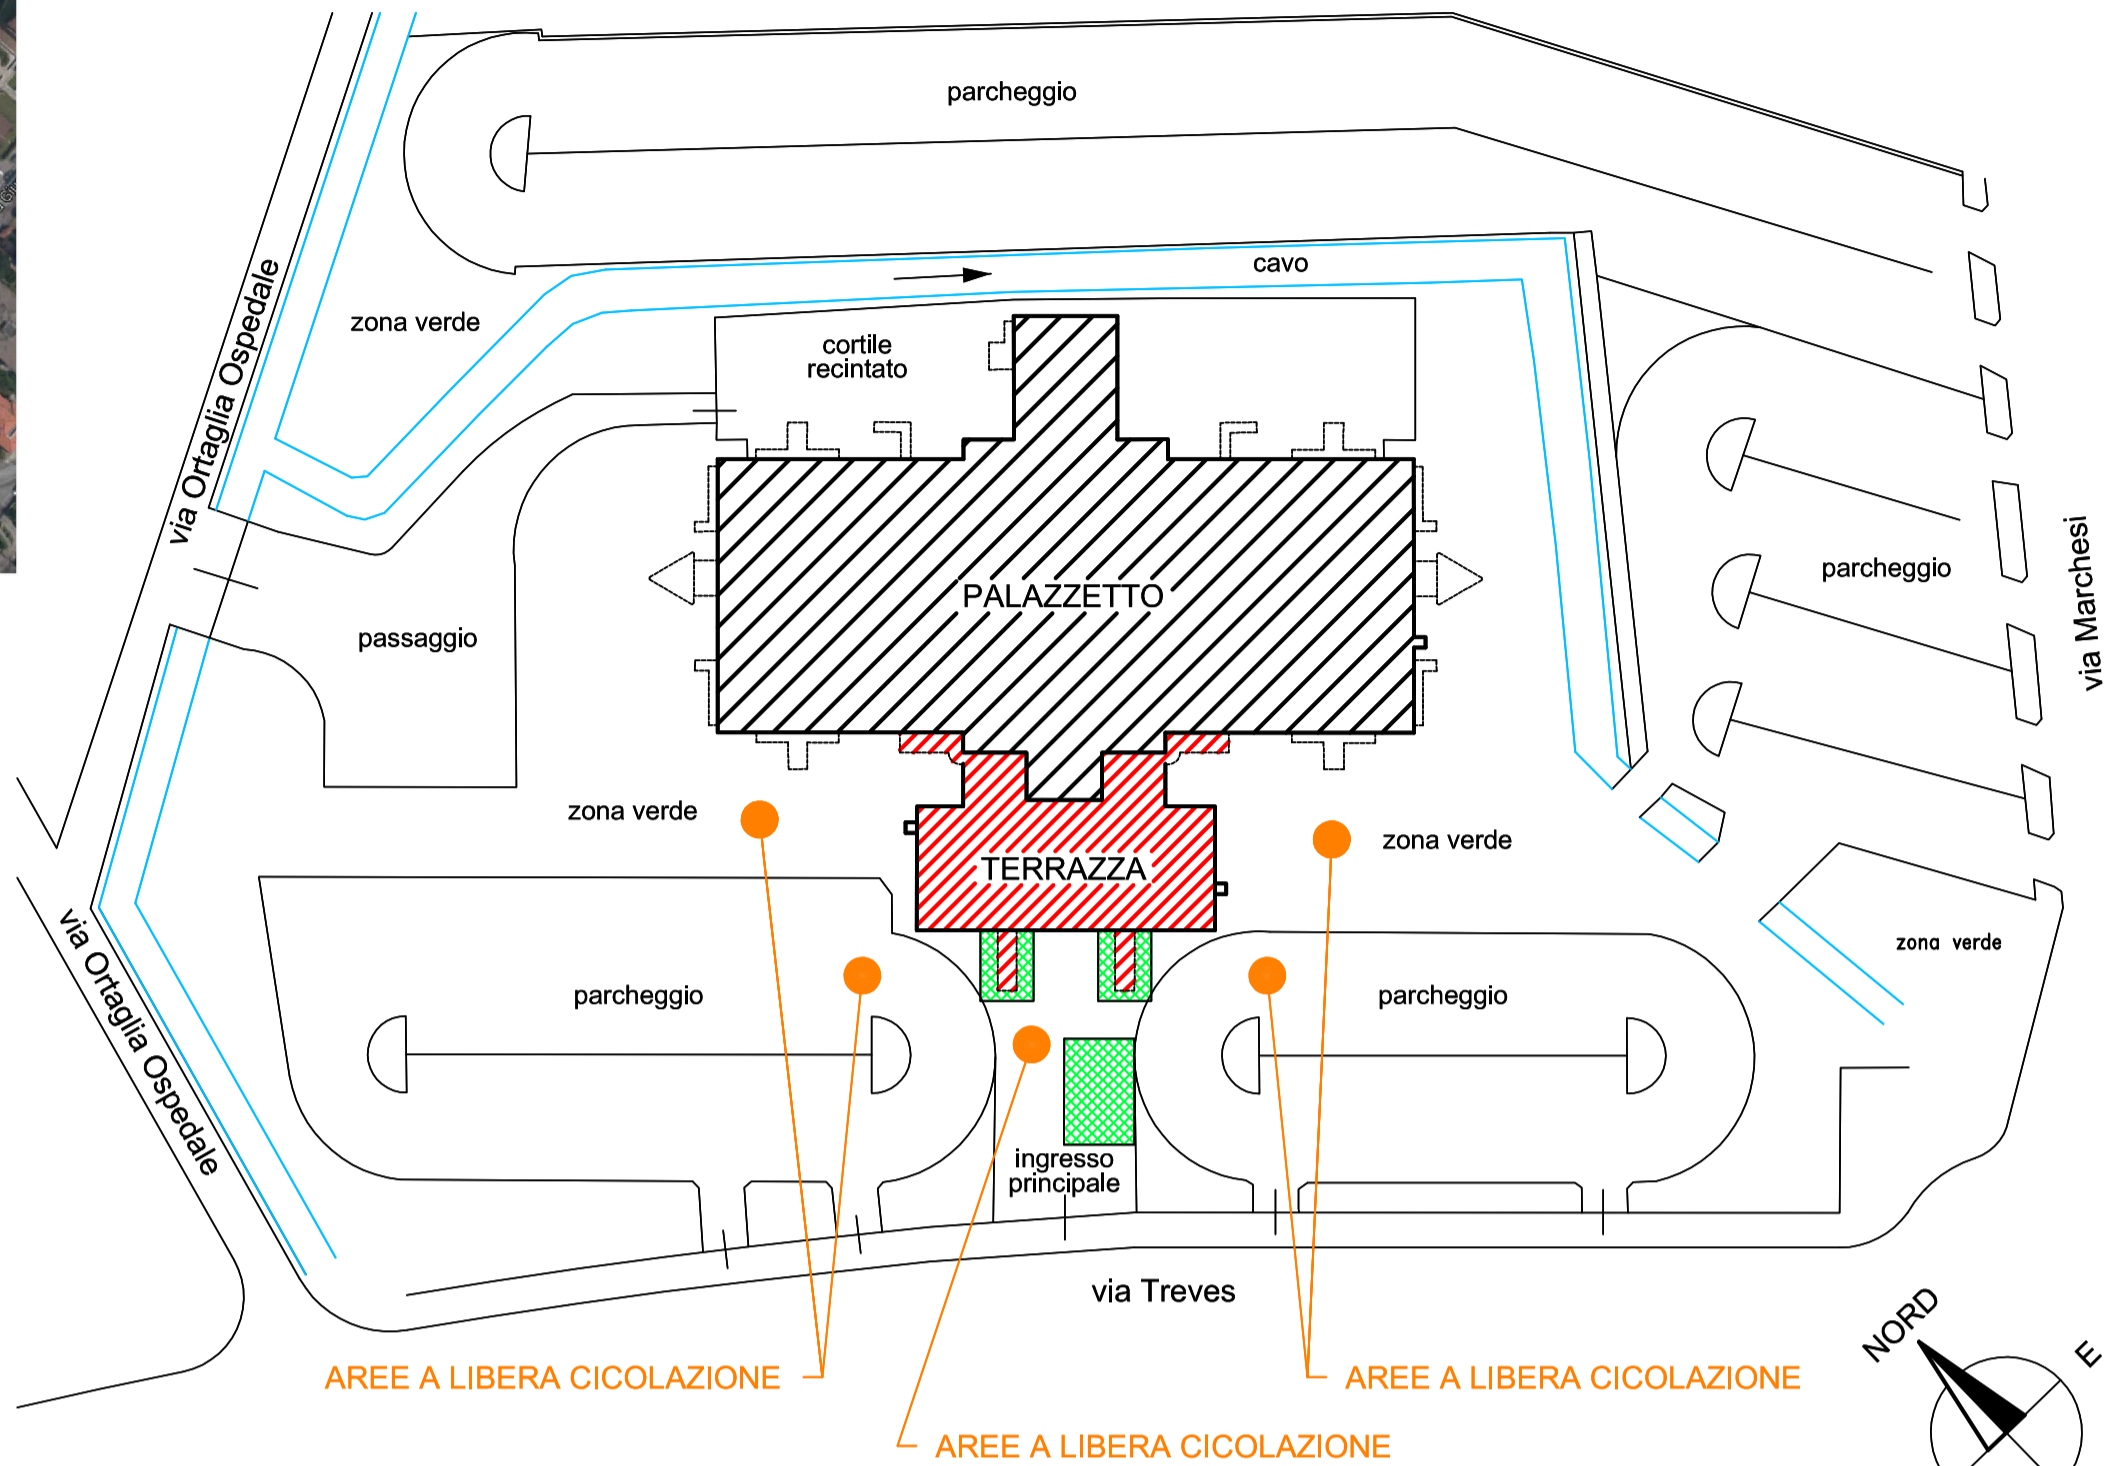 parcheggio
cavo
via Ortaglia Ospedale
zona verde
cortile
recintato
PALAZZETTO
parcheggio
via Marchesi
passaggio
zona verde
TERRAZZA
zona verde
zona verde
via Ortaglia Ospedale
parcheggio
parcheggio
ingresso
principale
via Treves
NORD
E
AREE A LIBERA CICOLAZIONE
AREE A LIBERA CICOLAZIONE
AREE A LIBERA CICOLAZIONE